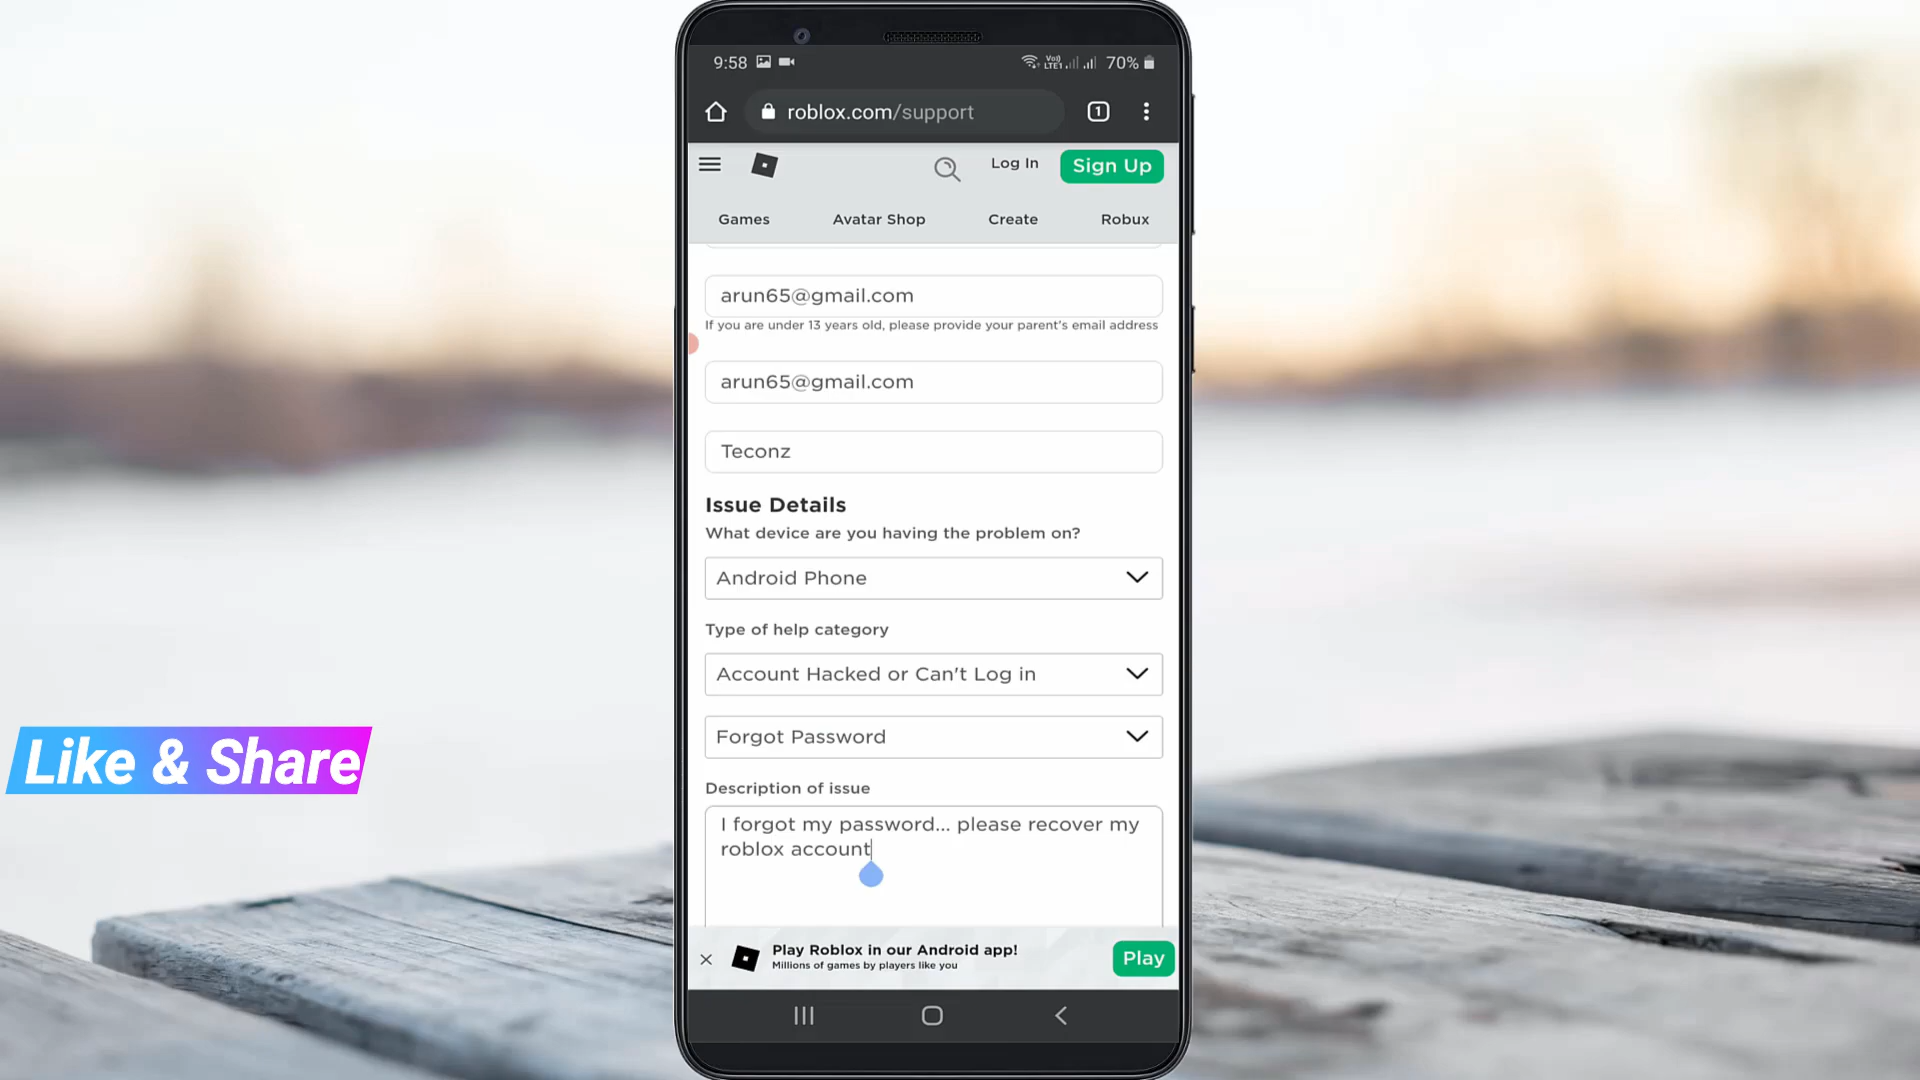 9:58
Vo)) LTE1
70%
roblox.com/support
1
Log In
Sign Up
Games
Avatar Shop
Create
Robux
arun65@gmail.com
If you are under 13 years old, please provide your parent's email address
arun65@gmail.com
Teconz
Issue Details
What device are you having the problem on?
Android Phone
Type of help category
Account Hacked or Can't Log in
Forgot Password
Description of issue
I forgot my password... please recover my
roblox account
Play Roblox in our Android app!
Millions of games by players like you
Play
Like & Share